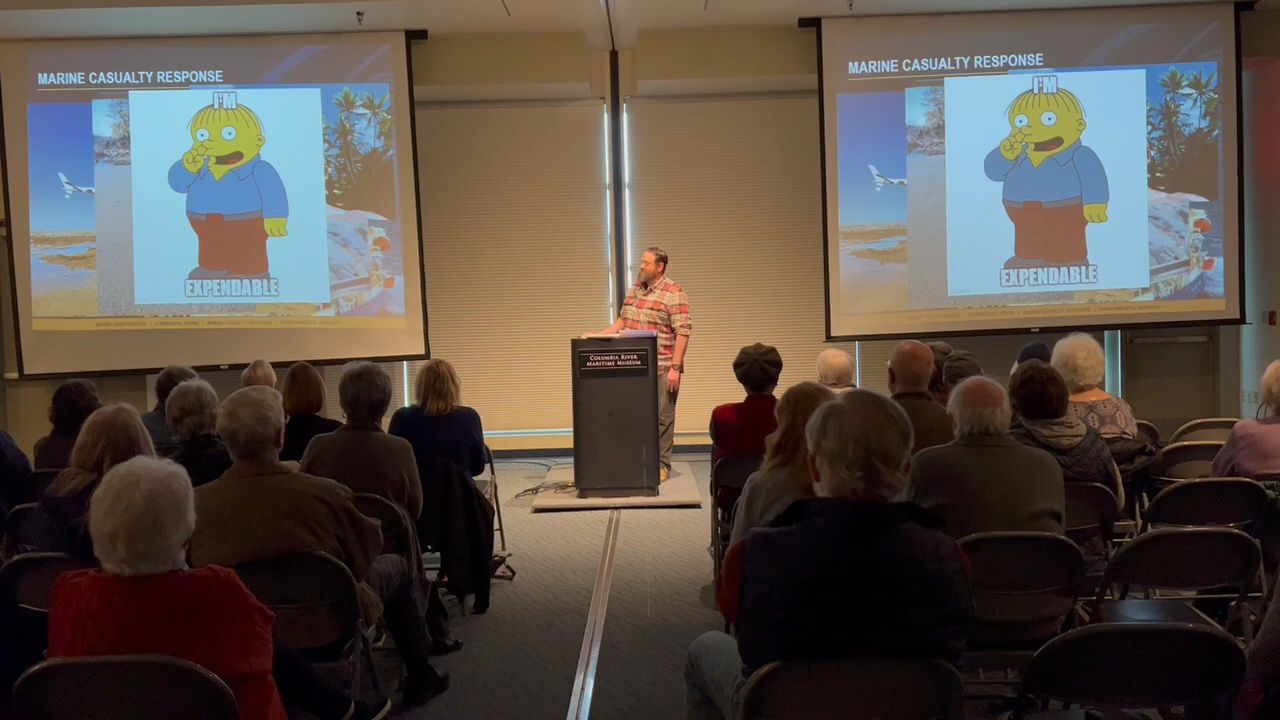 MARINE CASUALTY RESPONSE
I'M
EXPENDABLE
MARINE CASUALTY RESPONSE
I'M
EXPENDABLE
COLUMBIA RIVER
MARITIME MUSEUM